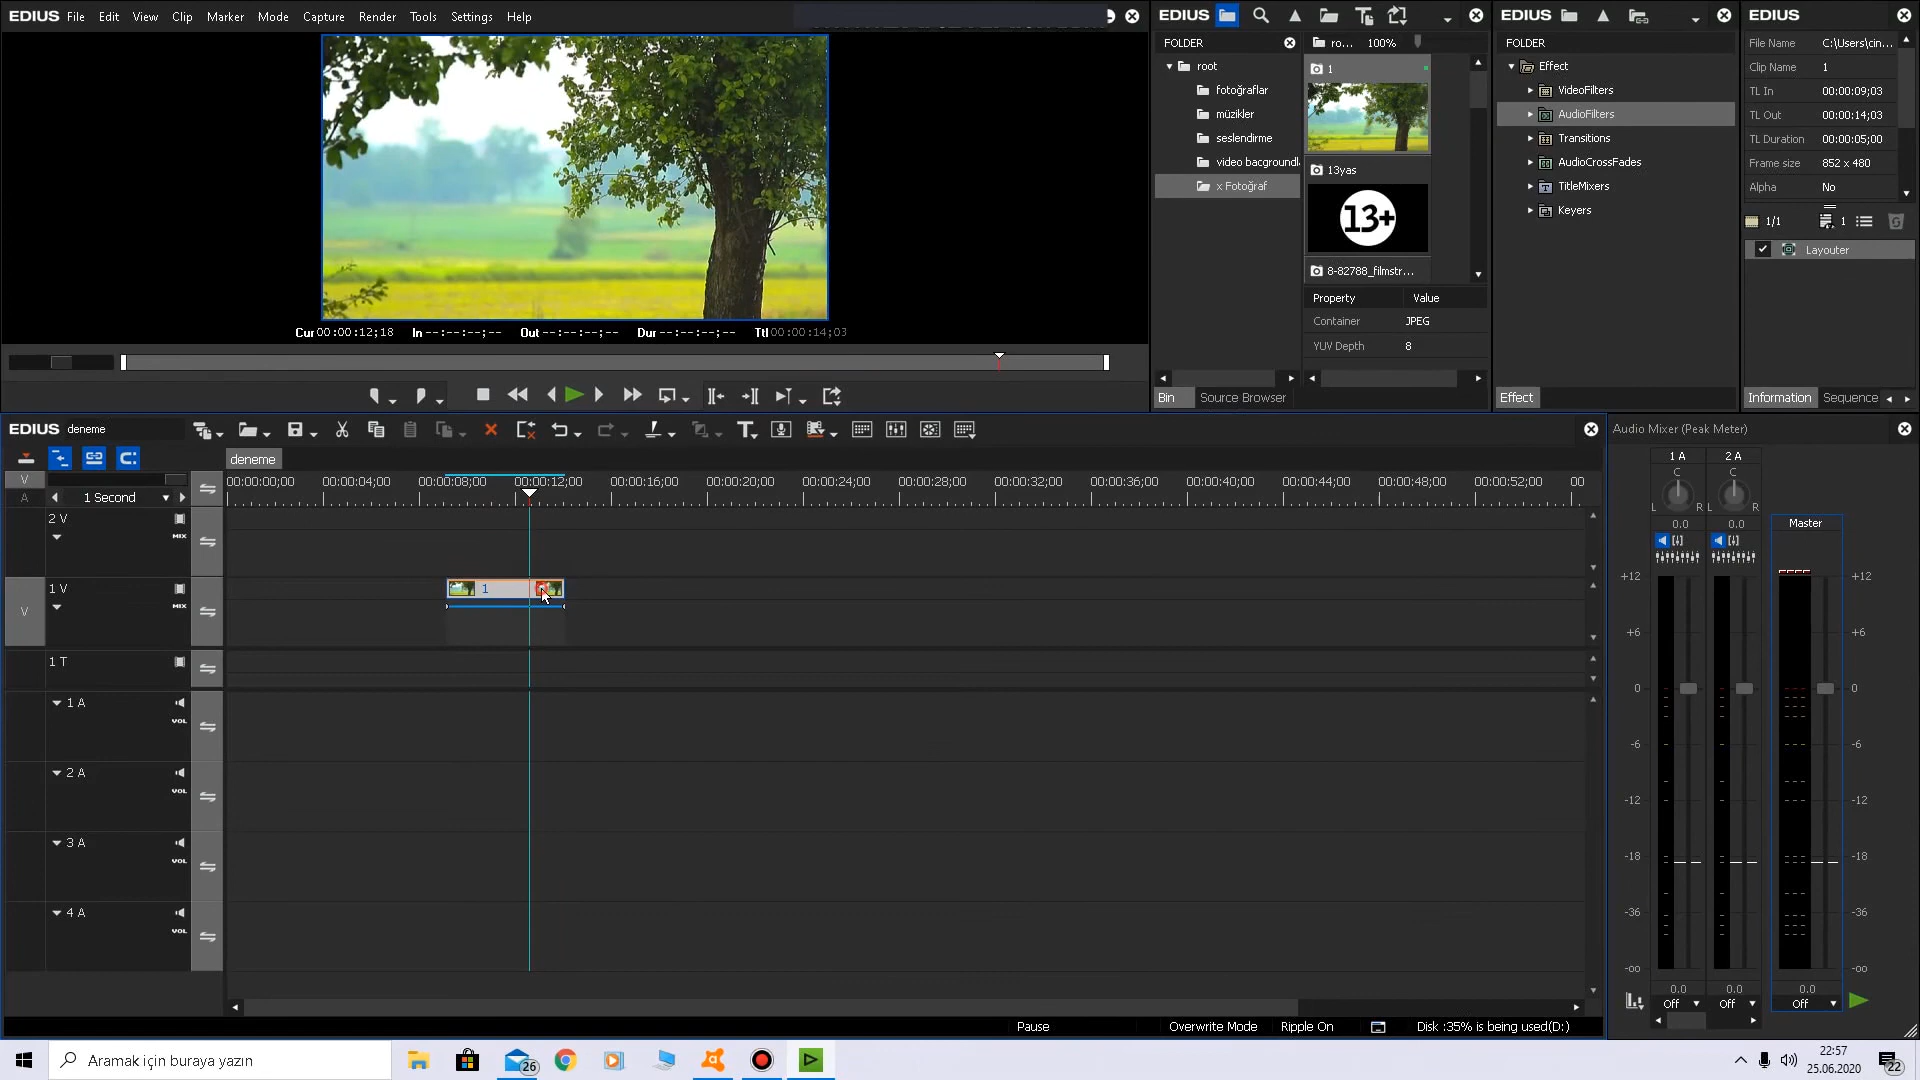 EDIUS File Edit View Clip Marker Mode Capture Render Tools Settings Help
Cur 00:00:12;18 In --:--:--;-- Out --:--:--;-- Dur --:--:--;-- Ttl 00:00:14;03
EDIUS
FOLDER
root
fotoğraflar
müzikler
seslendirme
video bacground
x Fotoğraf
ro... 100%
1
13yas
13+
8-82788_filmstr...
Property Value
Container JPEG
YUV Depth 8
Bin Source Browser
EDIUS
FOLDER
Effect
VideoFilters
AudioFilters
Transitions
AudioCrossFades
TitleMixers
Keyers
Effect
EDIUS
File Name C:\Users\cin...
Clip Name 1
TL In 00:00:09;03
TL Out 00:00:14;03
TL Duration 00:00:05;00
Frame size 852 x 480
Alpha No
1/1 1
Layouter
Information Sequence
EDIUS deneme
deneme
V
A 1 Second
00:00:00;00 00:00:04;00 00:00:08;00 00:00:12;00 00:00:16;00 00:00:20;00 00:00:24;00 00:00:28;00 00:00:32;00 00:00:36;00 00:00:40;00 00:00:44;00 00:00:48;00 00:00:52;00 00
2 V
MIX
1 V
V MIX
1
1 T
1 A
VOL
2 A
VOL
3 A
VOL
4 A
VOL
Audio Mixer (Peak Meter)
1 A 2 A
C C
L R L R
0.0 0.0 Master
+12 +12
+6 +6
0 0
-6 -6
-12 -12
-18 -18
-36 -36
-oo -oo
0.0 0.0 0.0
Off Off Off
Pause Overwrite Mode Ripple On Disk :35% is being used(D:)
Aramak için buraya yazın
26
22:57
25.06.2020
22